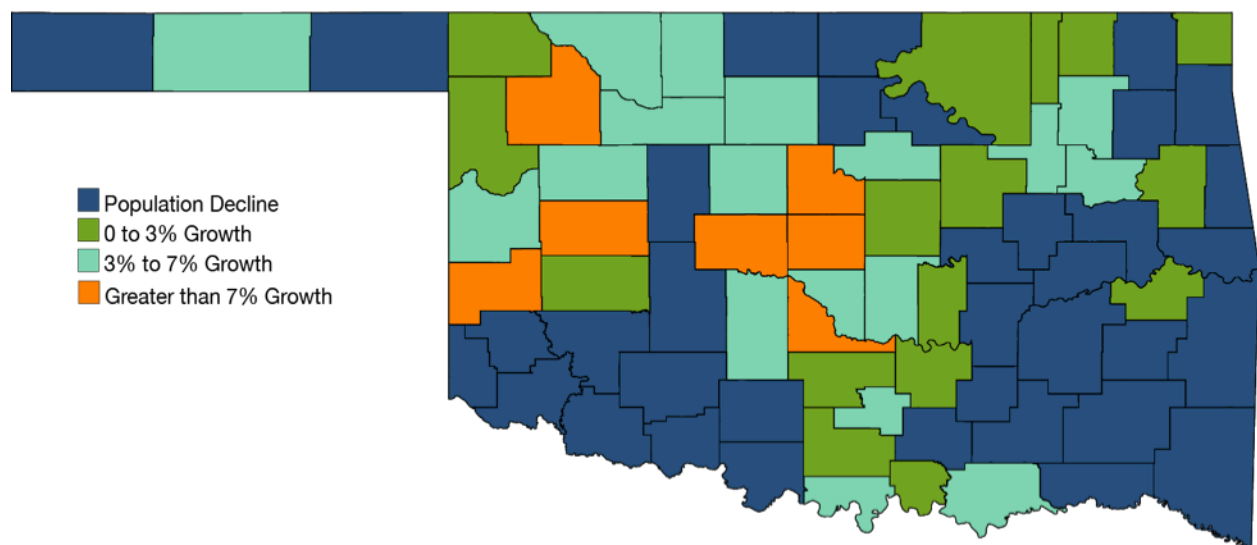 Population Decline
0 to 3% Growth
3% to 7% Growth
Greater than 7% Growth